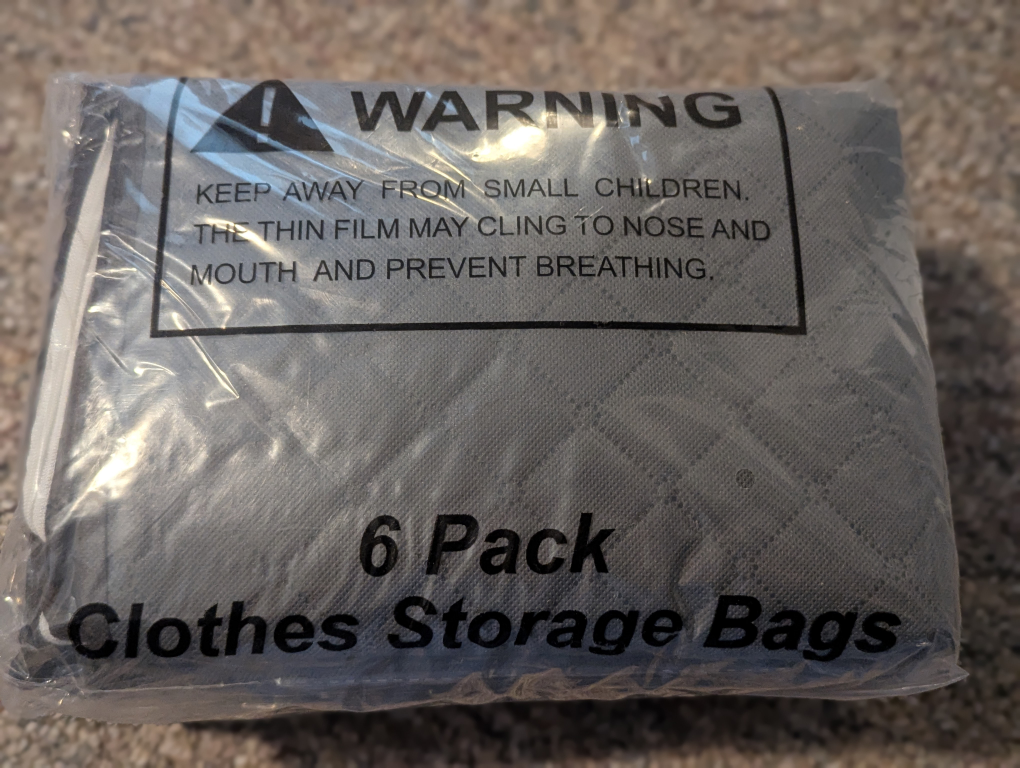 WARNING
KEEP AWAY FROM SMALL CHILDREN.
THE THIN FILM MAY CLING TO NOSE AND
MOUTH AND PREVENT BREATHING.
6 Pack
Clothes Storage Bags